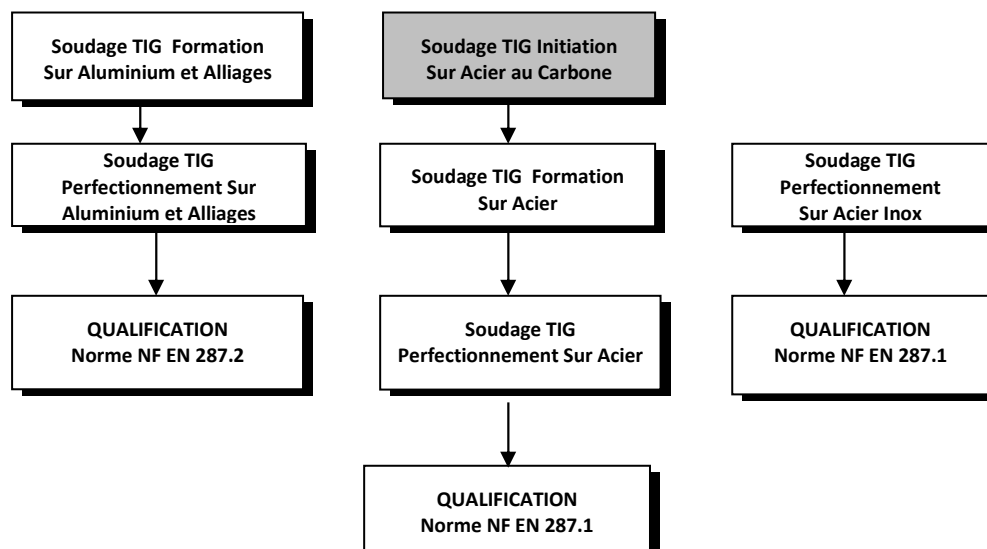 Soudage TIG Formation
Sur Aluminium et Alliages
Soudage TIG Initiation
Sur Acier au Carbone
Soudage TIG
Perfectionnement Sur
Aluminium et Alliages
Soudage TIG Formation
Sur Acier
Soudage TIG
Perfectionnement
Sur Acier Inox
QUALIFICATION
Norme NF EN 287.2
Soudage TIG
Perfectionnement Sur Acier
QUALIFICATION
Norme NF EN 287.1
QUALIFICATION
Norme NF EN 287.1